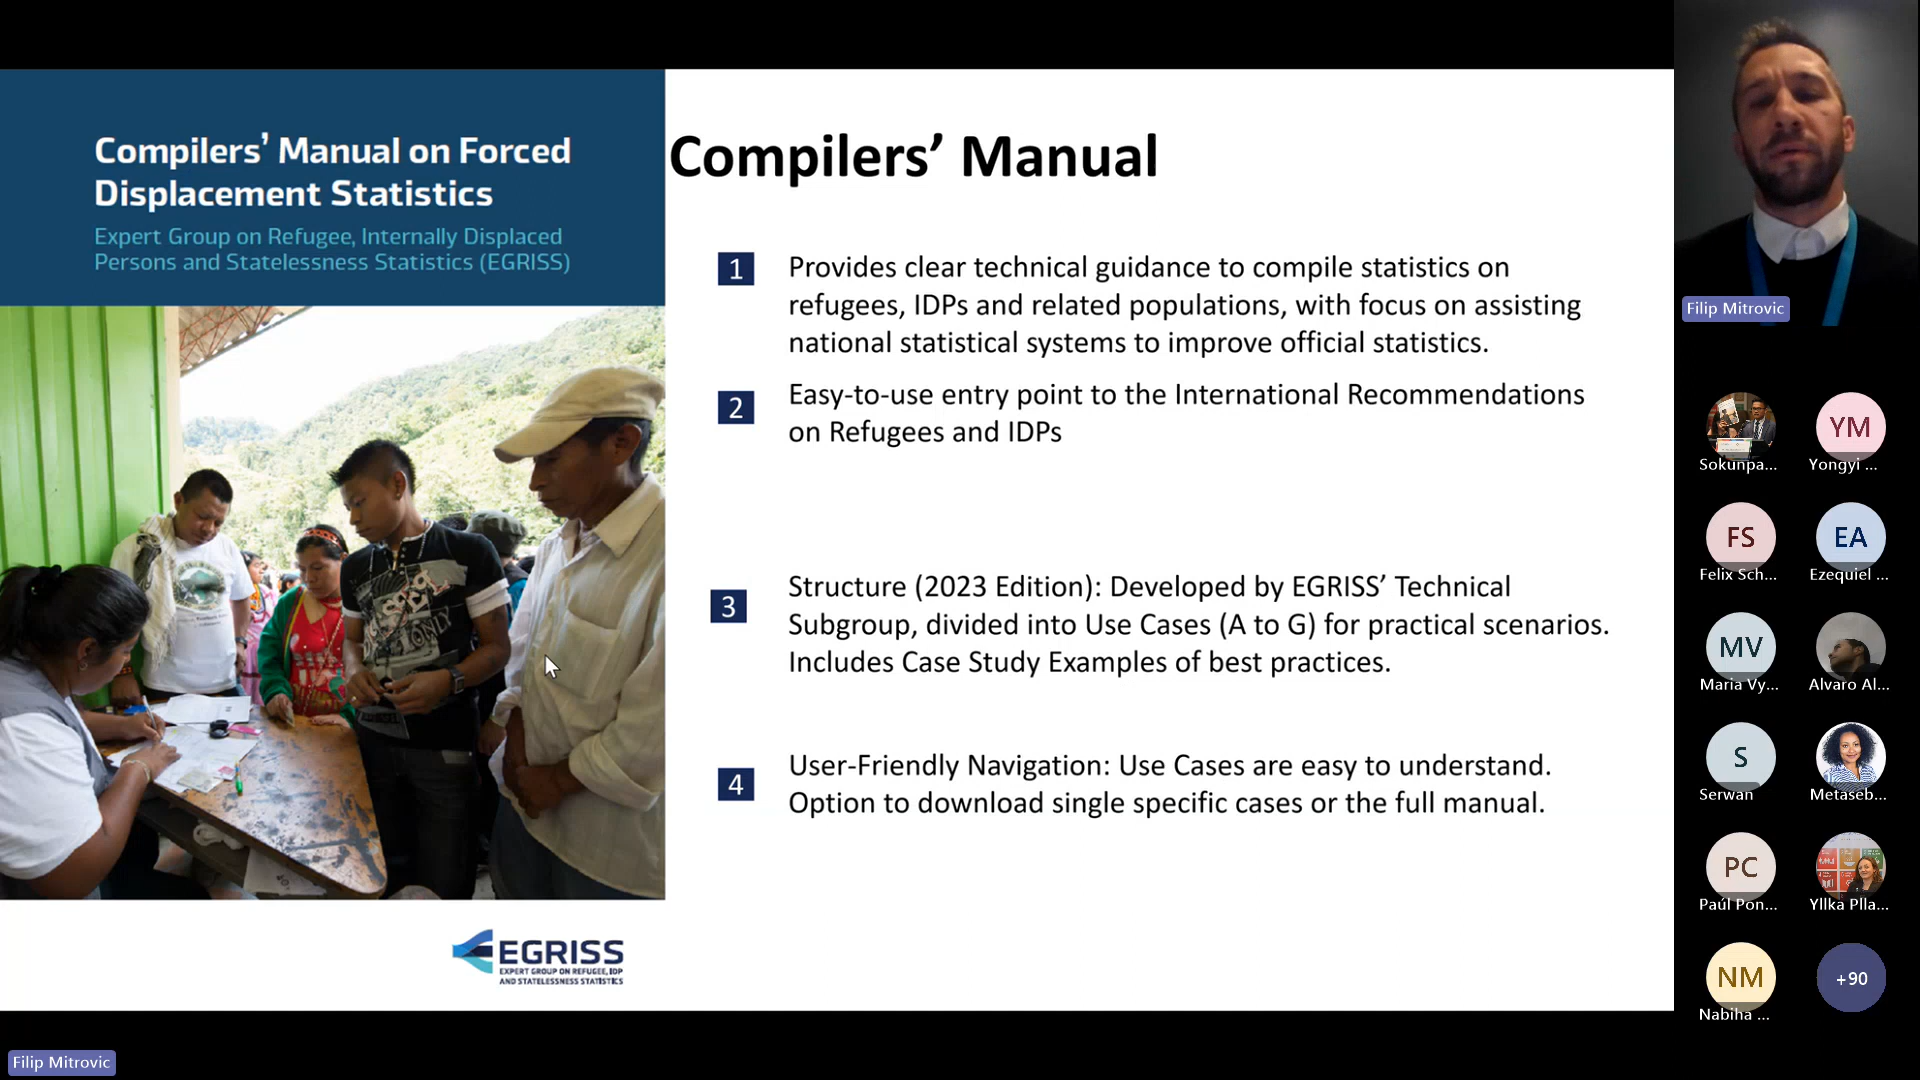 Compilers’ Manual on Forced
Displacement Statistics
Expert Group on Refugee, Internally Displaced
Persons and Statelessness Statistics (EGRISS)
EGRISS
EXPERT GROUP ON REFUGEE, IDP
AND STATELESSNESS STATISTICS
Compilers’ Manual
1
Provides clear technical guidance to compile statistics on
refugees, IDPs and related populations, with focus on assisting
national statistical systems to improve official statistics.
2
Easy-to-use entry point to the International Recommendations
on Refugees and IDPs
3
Structure (2023 Edition): Developed by EGRISS’ Technical
Subgroup, divided into Use Cases (A to G) for practical scenarios.
Includes Case Study Examples of best practices.
4
User-Friendly Navigation: Use Cases are easy to understand.
Option to download single specific cases or the full manual.
Filip Mitrovic
Sokunpa...
YM
Yongyi ...
FS
Felix Sch...
EA
Ezequiel ...
MV
Maria Vy...
Alvaro Al...
S
Serwan
Metaseb...
PC
Paúl Pon...
Yllka Plla...
NM
Nabiha ...
+90
Filip Mitrovic